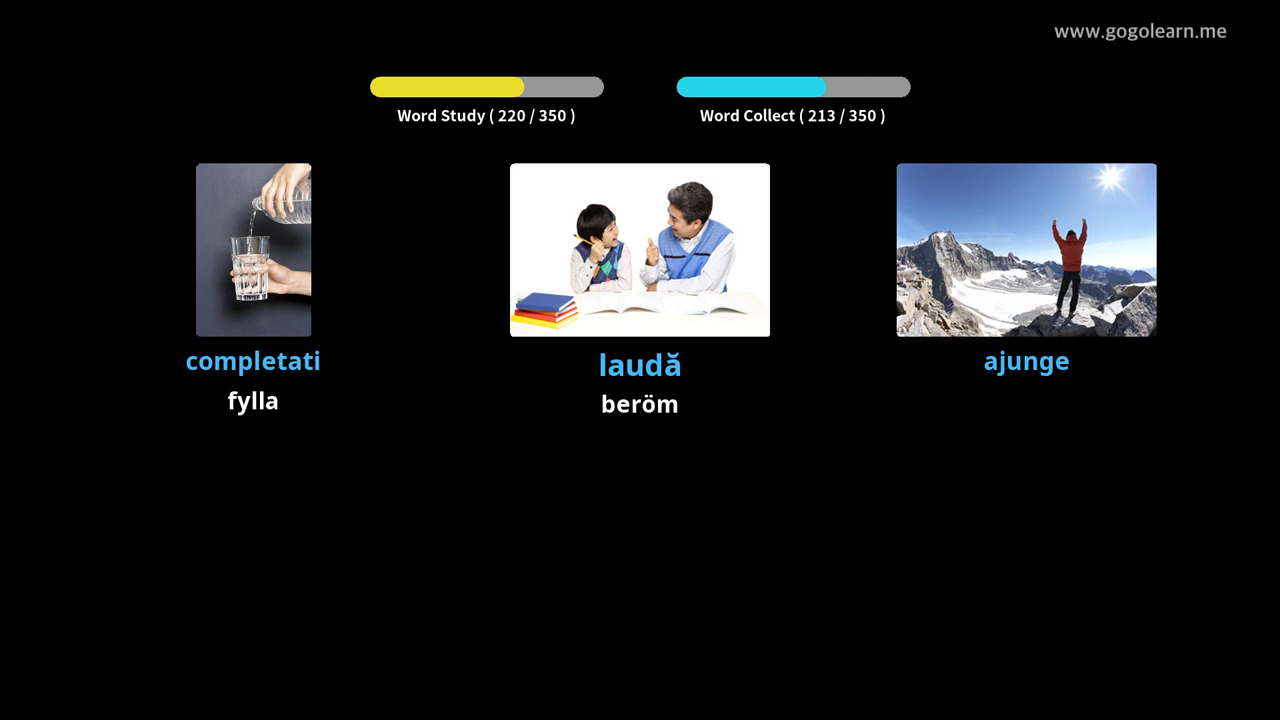 www.gogolearn.me
Word Study ( 220 / 350 )
Word Collect ( 213 / 350 )
completati
fylla
laudă
beröm
ajunge